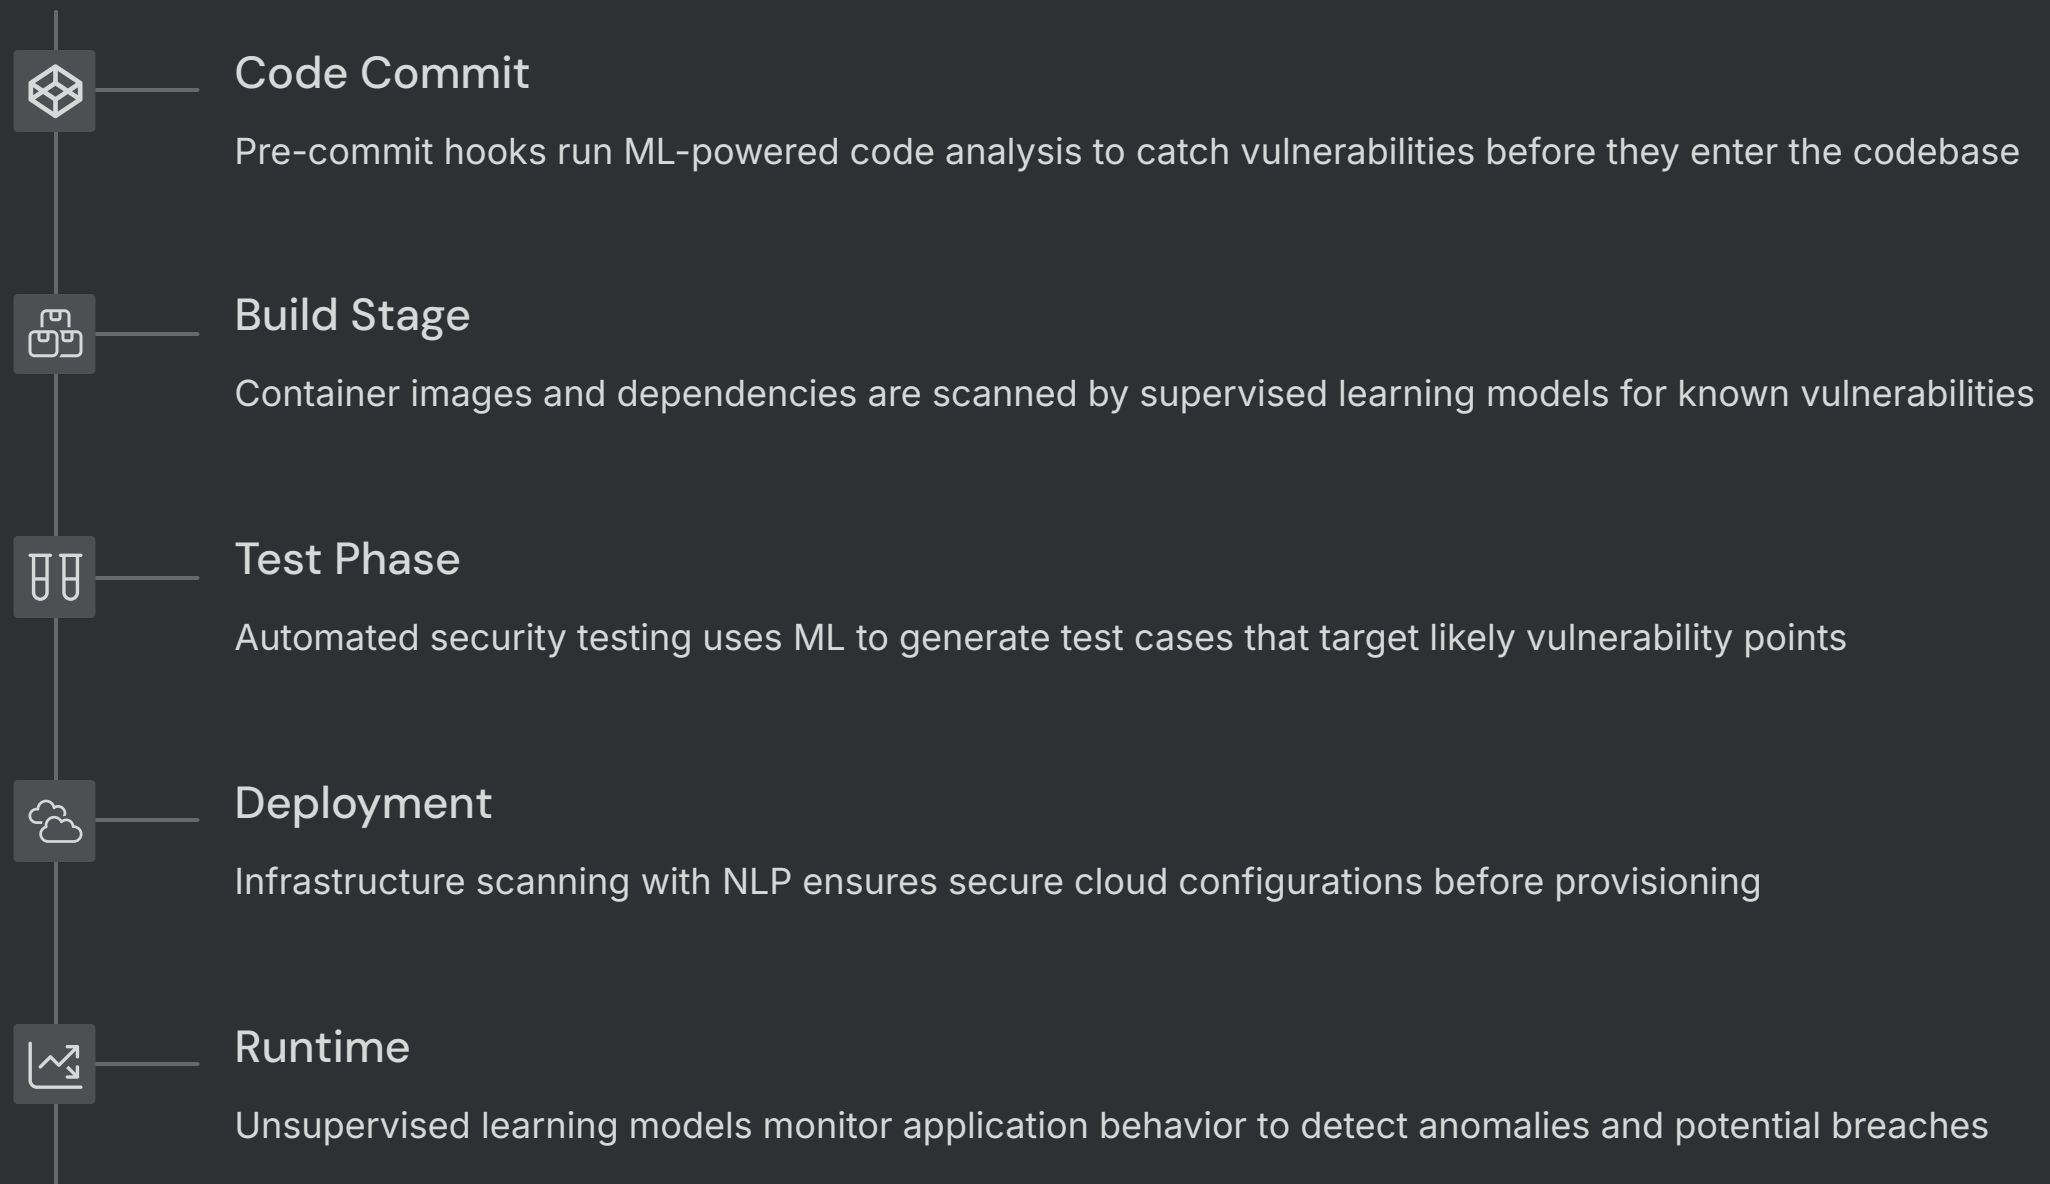 Code Commit
Pre-commit hooks run ML-powered code analysis to catch vulnerabilities before they enter the codebase
Build Stage
Container images and dependencies are scanned by supervised learning models for known vulnerabilities
Test Phase
Automated security testing uses ML to generate test cases that target likely vulnerability points
Deployment
Infrastructure scanning with NLP ensures secure cloud configurations before provisioning
Runtime
Unsupervised learning models monitor application behavior to detect anomalies and potential breaches